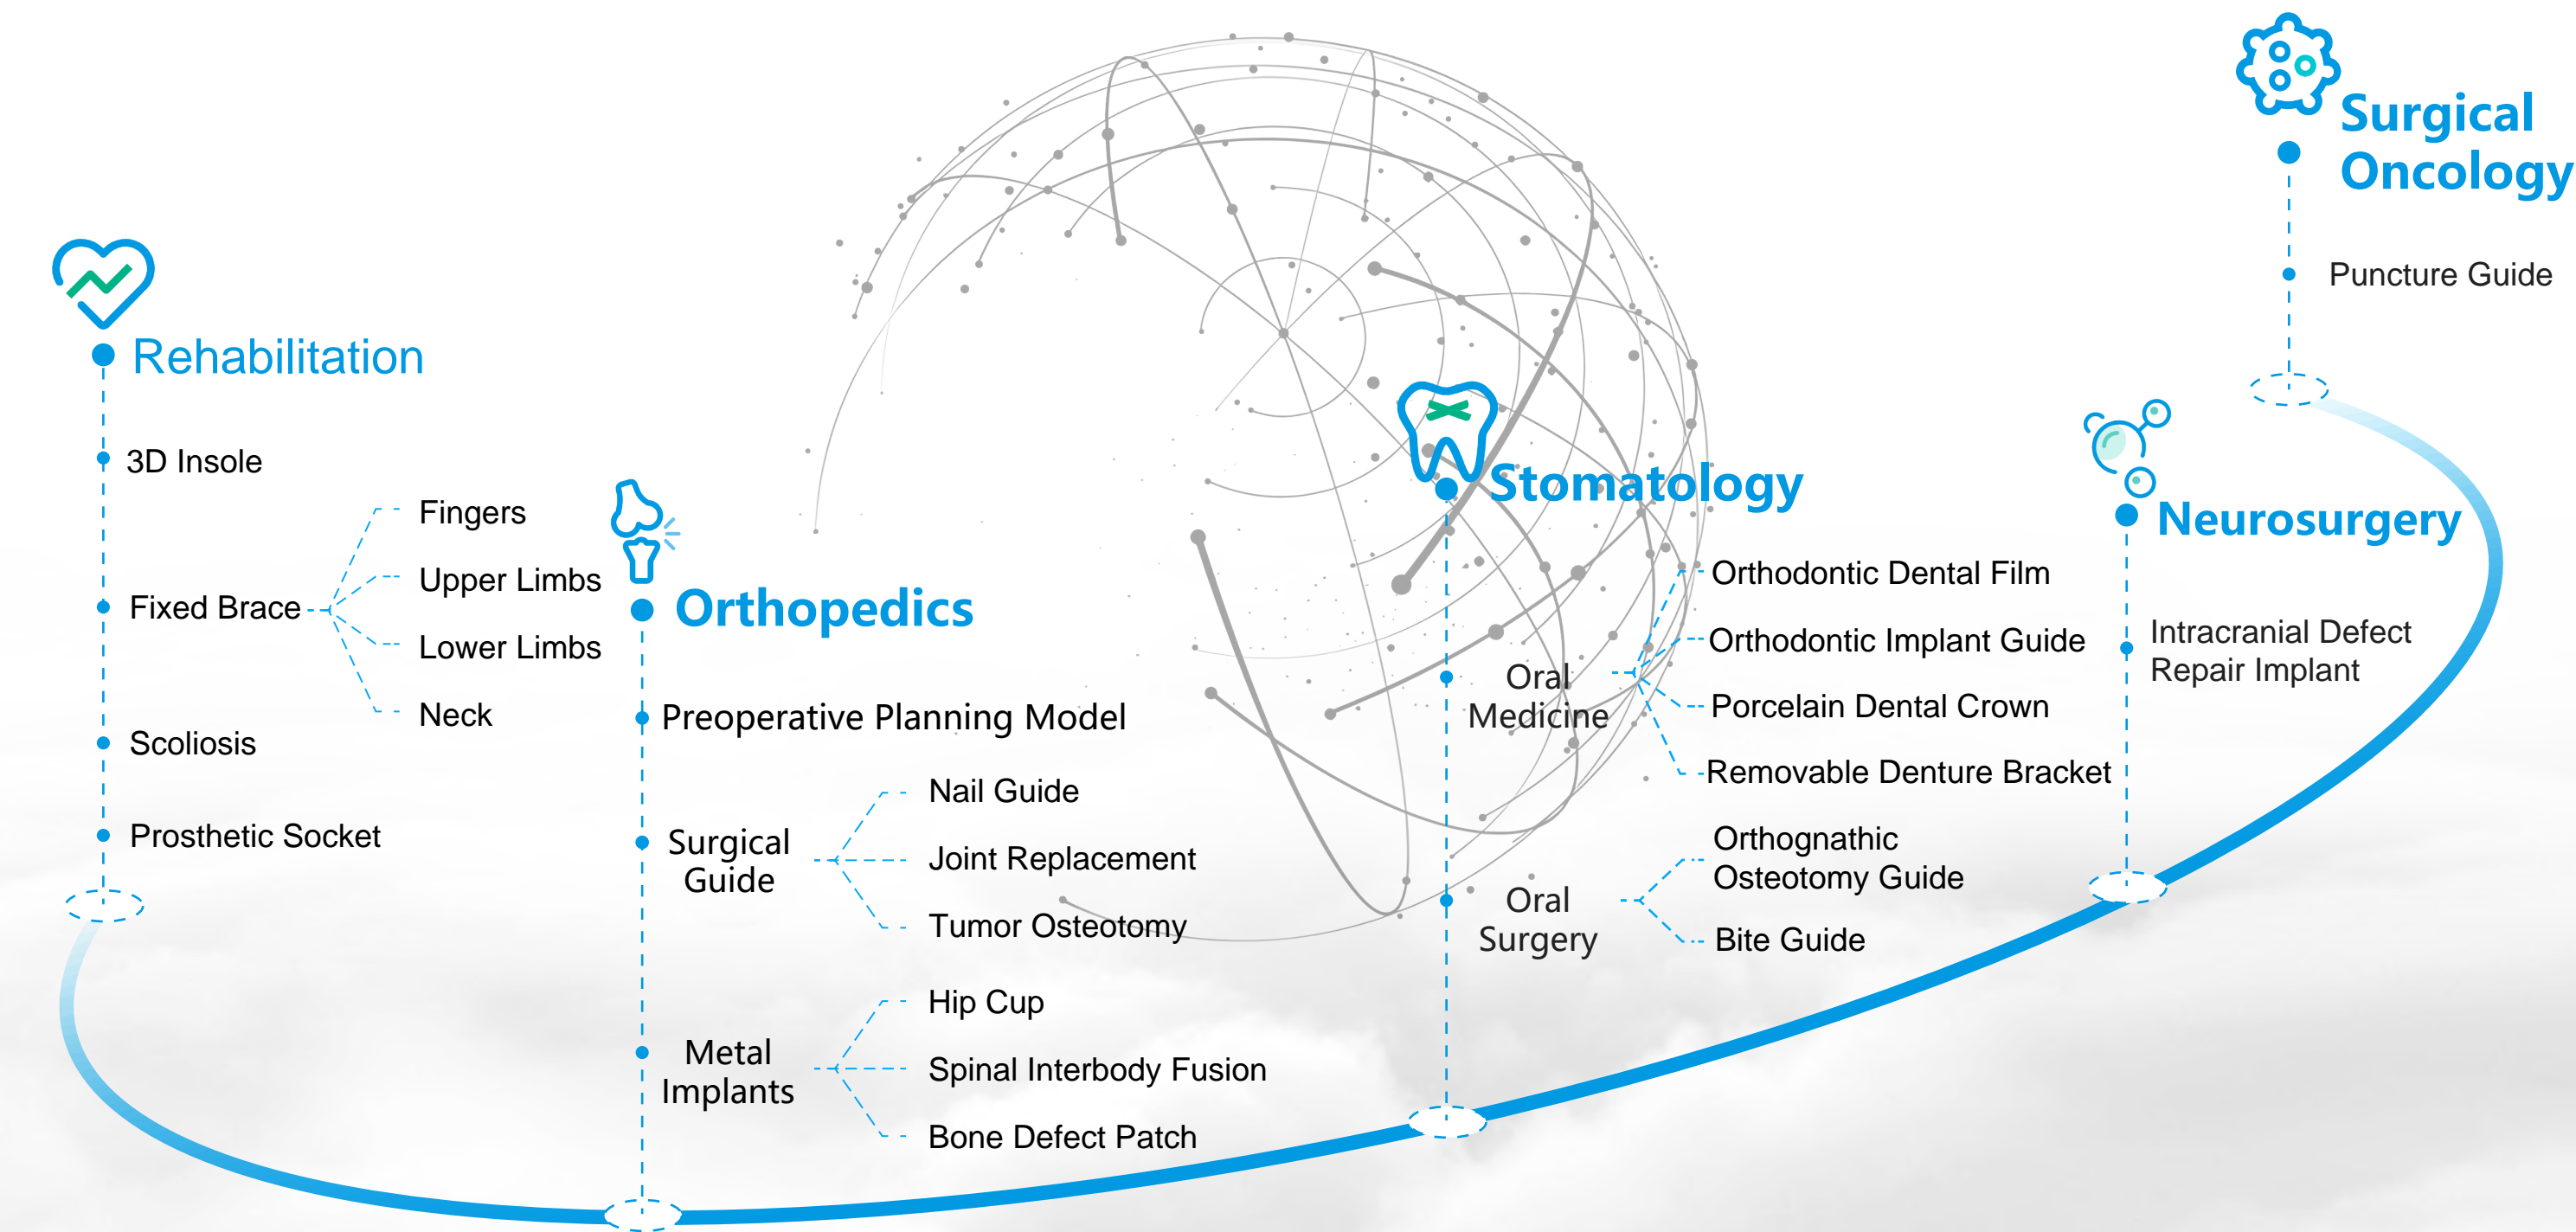 Rehabilitation
3D Insole
Fixed Brace
Fingers
Upper Limbs
Lower Limbs
Neck
Scoliosis
Prosthetic Socket
Orthopedics
Preoperative Planning Model
Surgical
Guide
Nail Guide
Joint Replacement
Tumor Osteotomy
Metal
Implants
Hip Cup
Spinal Interbody Fusion
Bone Defect Patch
Stomatology
Oral
Medicine
Orthodontic Dental Film
Orthodontic Implant Guide
Porcelain Dental Crown
Removable Denture Bracket
Oral
Surgery
Orthognathic
Osteotomy Guide
Bite Guide
Neurosurgery
Intracranial Defect
Repair Implant
Surgical
Oncology
Puncture Guide